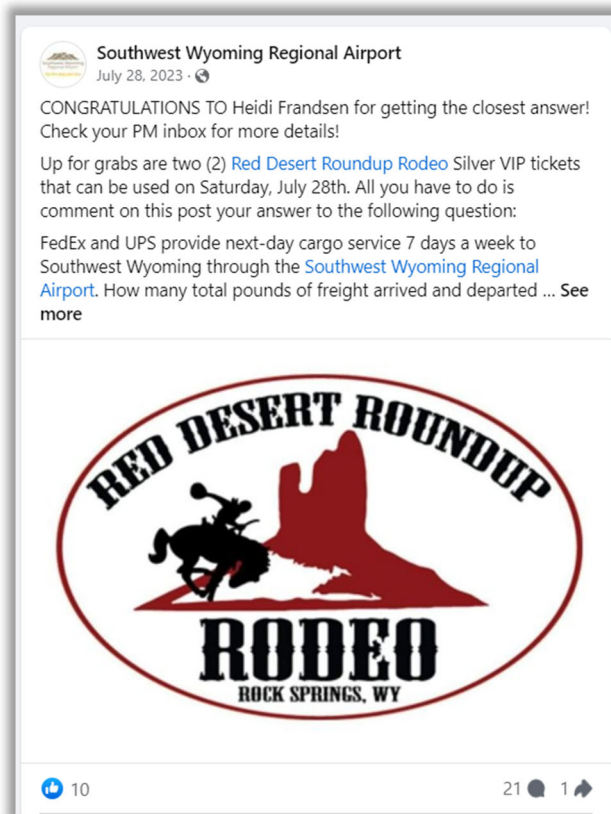 Southwest Wyoming Regional Airport
July 28, 2023 ·
CONGRATULATIONS TO Heidi Frandsen for getting the closest answer!
Check your PM inbox for more details!
Up for grabs are two (2) Red Desert Roundup Rodeo Silver VIP tickets
that can be used on Saturday, July 28th. All you have to do is
comment on this post your answer to the following question:
FedEx and UPS provide next-day cargo service 7 days a week to
Southwest Wyoming through the Southwest Wyoming Regional
Airport. How many total pounds of freight arrived and departed ... See
more
RED DESERT ROUNDUP
RODEO
ROCK SPRINGS, WY
10
21 1